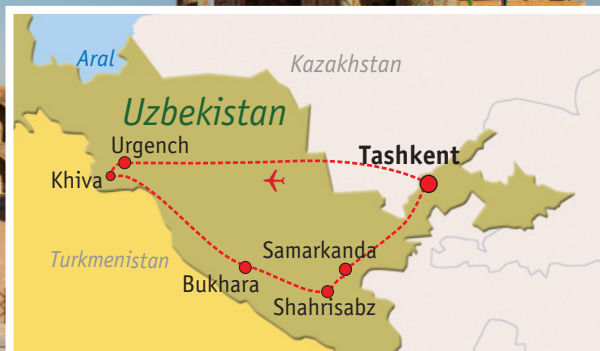 Aral
Kazakhstan
Uzbekistan
Urgench
Tashkent
Khiva
Turkmenistan
Samarkanda
Bukhara
Shahrisabz